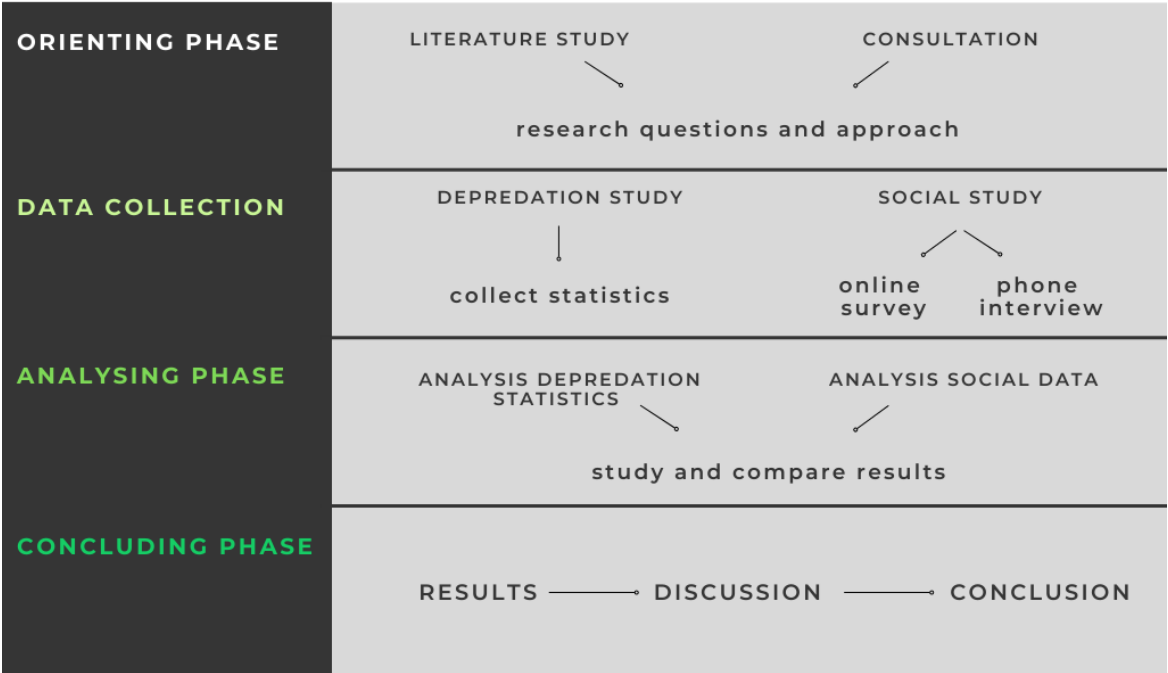 ORIENTING PHASE
LITERATURE STUDY
CONSULTATION
research questions and approach
DATA COLLECTION
DEPREDATION STUDY
SOCIAL STUDY
collect statistics
online
survey
phone
interview
ANALYSING PHASE
ANALYSIS DEPREDATION
STATISTICS
ANALYSIS SOCIAL DATA
study and compare results
CONCLUDING PHASE
RESULTS
DISCUSSION
CONCLUSION